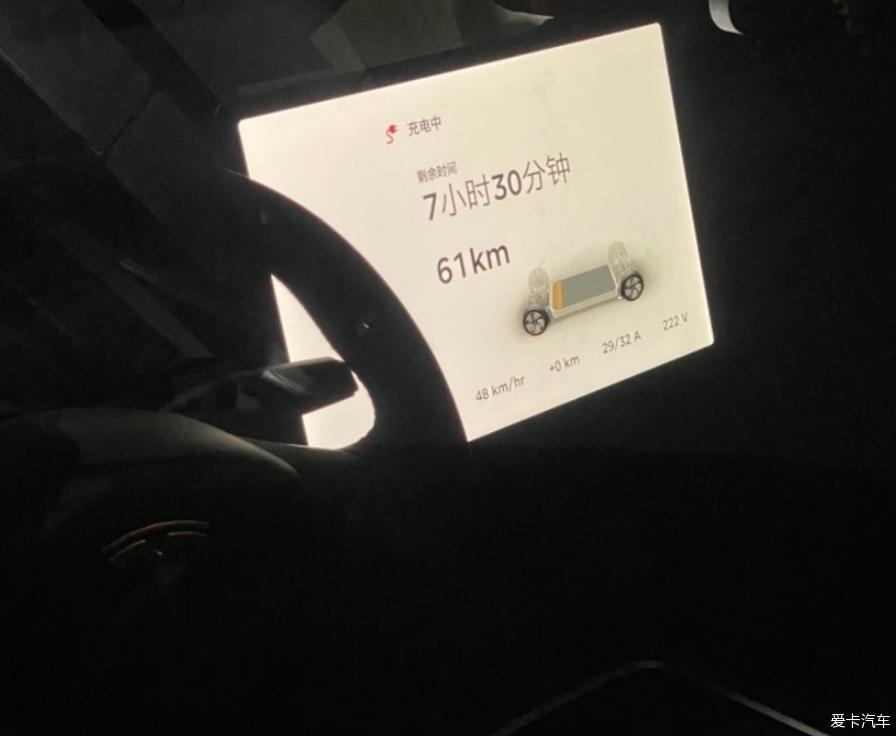 充电中
剩余时间
7小时30分钟
61km
48 km/hr +0 km 29/32 A 222 V
爱卡汽车